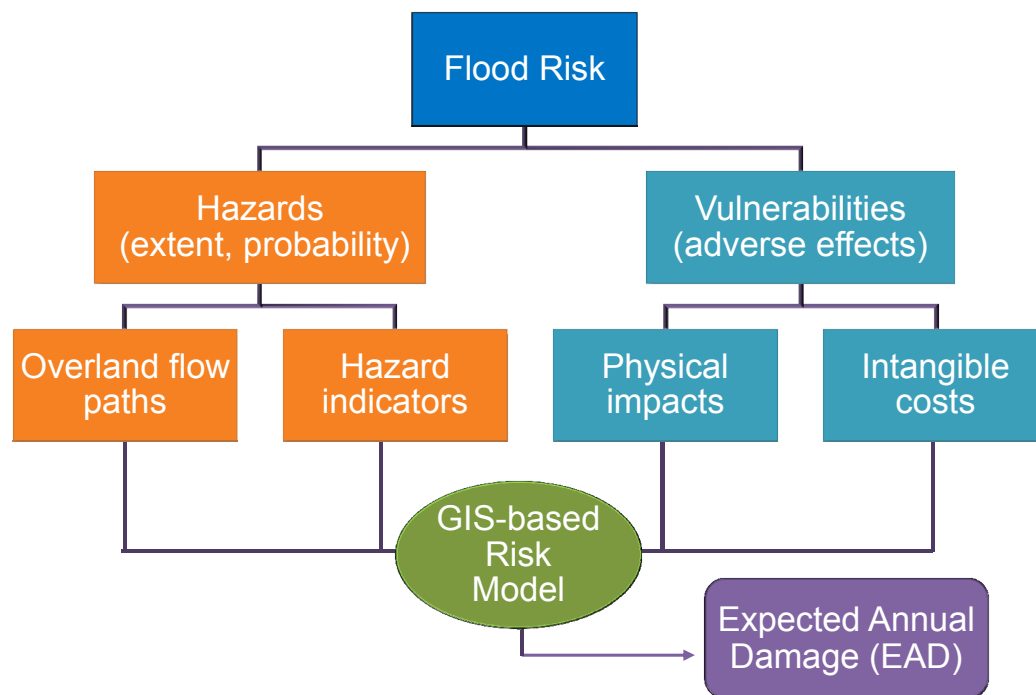 Flood Risk
Hazards
(extent, probability)
Vulnerabilities
(adverse effects)
Overland flow
paths
Hazard
indicators
Physical
impacts
Intangible
costs
GIS-based
Risk
Model
Expected Annual
Damage (EAD)